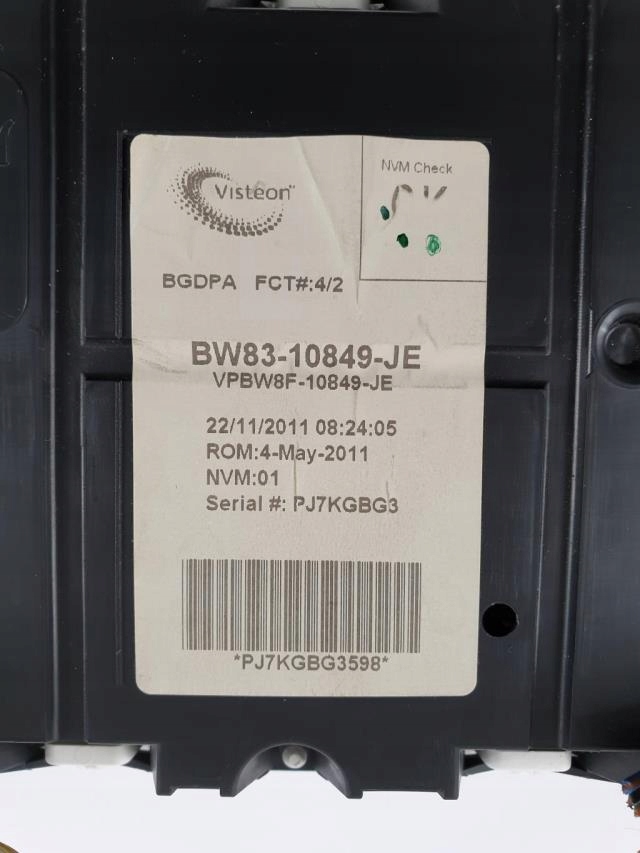 Visteon
NVM Check
BGDPA FCT#:4/2
BW83-10849-JE
VPBW8F-10849-JE
22/11/2011 08:24:05
ROM:4-May-2011
NVM:01
Serial #: PJ7KGBG3
*PJ7KGBG3598*